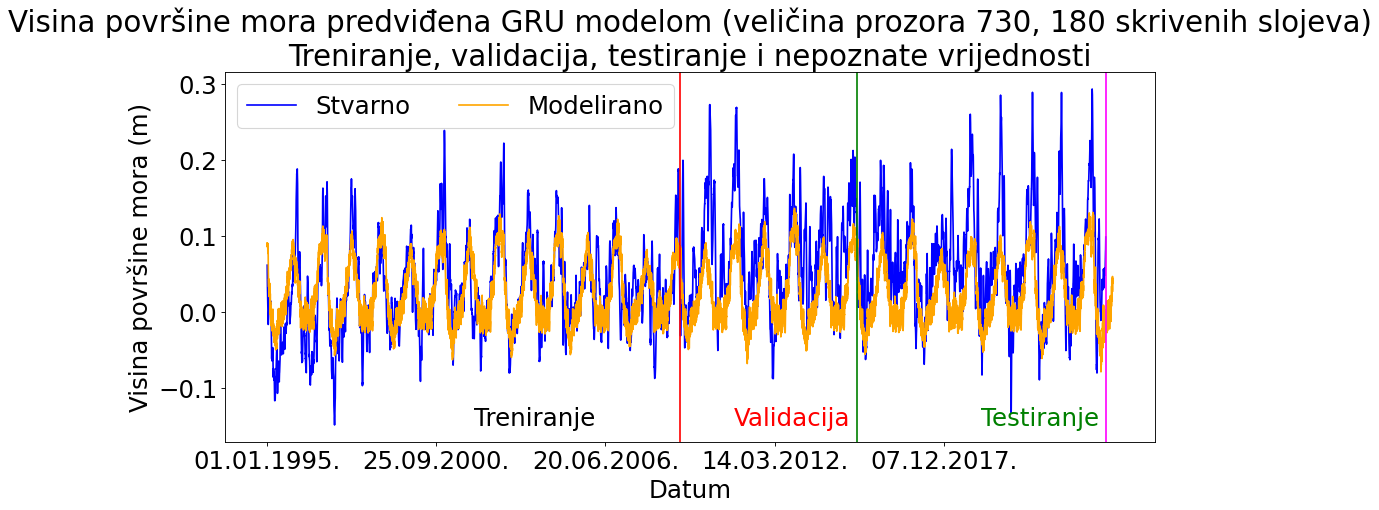 Visina površine mora predviđena GRU modelom (veličina prozora 730, 180 skrivenih slojeva)
Treniranje, validacija, testiranje i nepoznate vrijednosti
Stvarno
Modelirano
Visina površine mora (m)
0.3
0.2
0.1
0.0
−0.1
Treniranje
Validacija
Testiranje
01.01.1995.
25.09.2000.
20.06.2006.
14.03.2012.
07.12.2017.
Datum